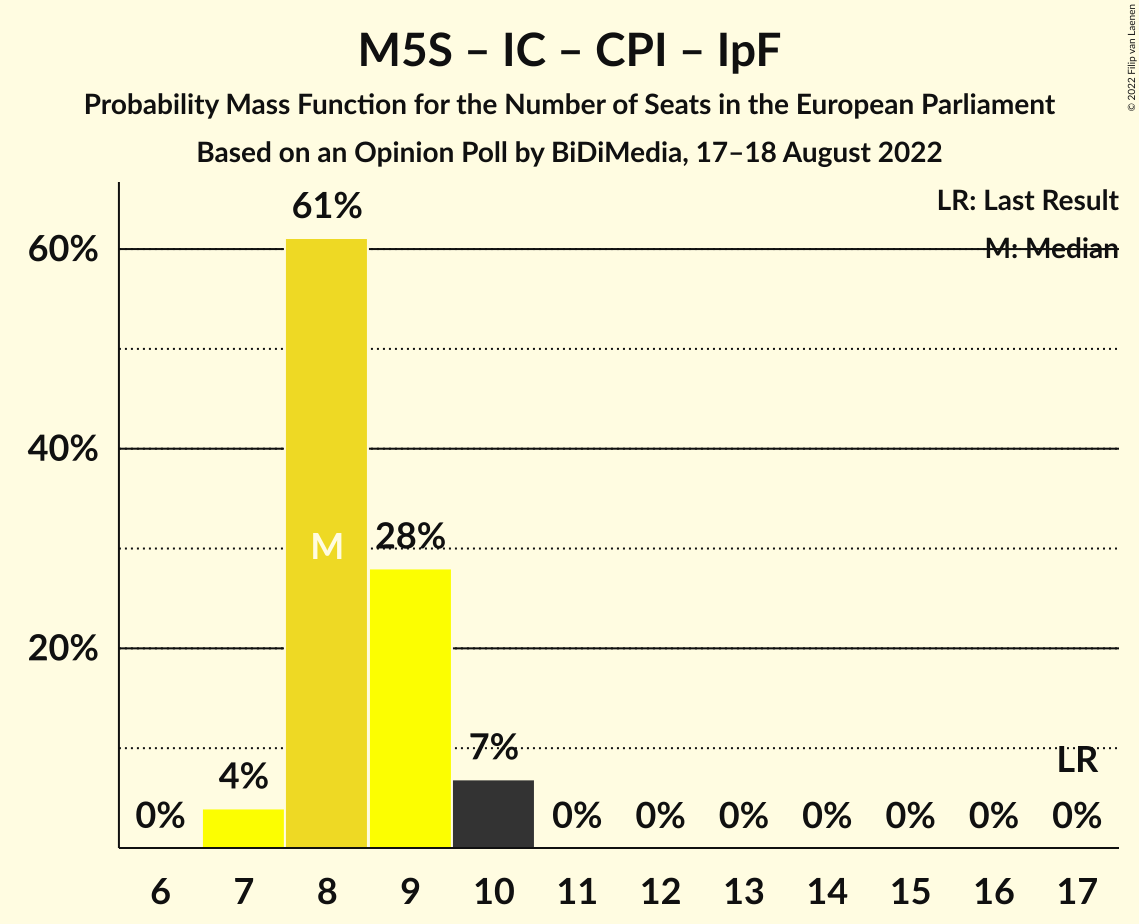 M5S – IC – CPI – IpF
Probability Mass Function for the Number of Seats in the European Parliament
Based on an Opinion Poll by BiDiMedia, 17–18 August 2022
© 2022 Filip van Laenen
LR: Last Result
M: Median
60%
40%
20%
61%
M
28%
7%
4%
LR
0%
0%
0%
0%
0%
0%
0%
0%
6 7 8 9 10 11 12 13 14 15 16 17